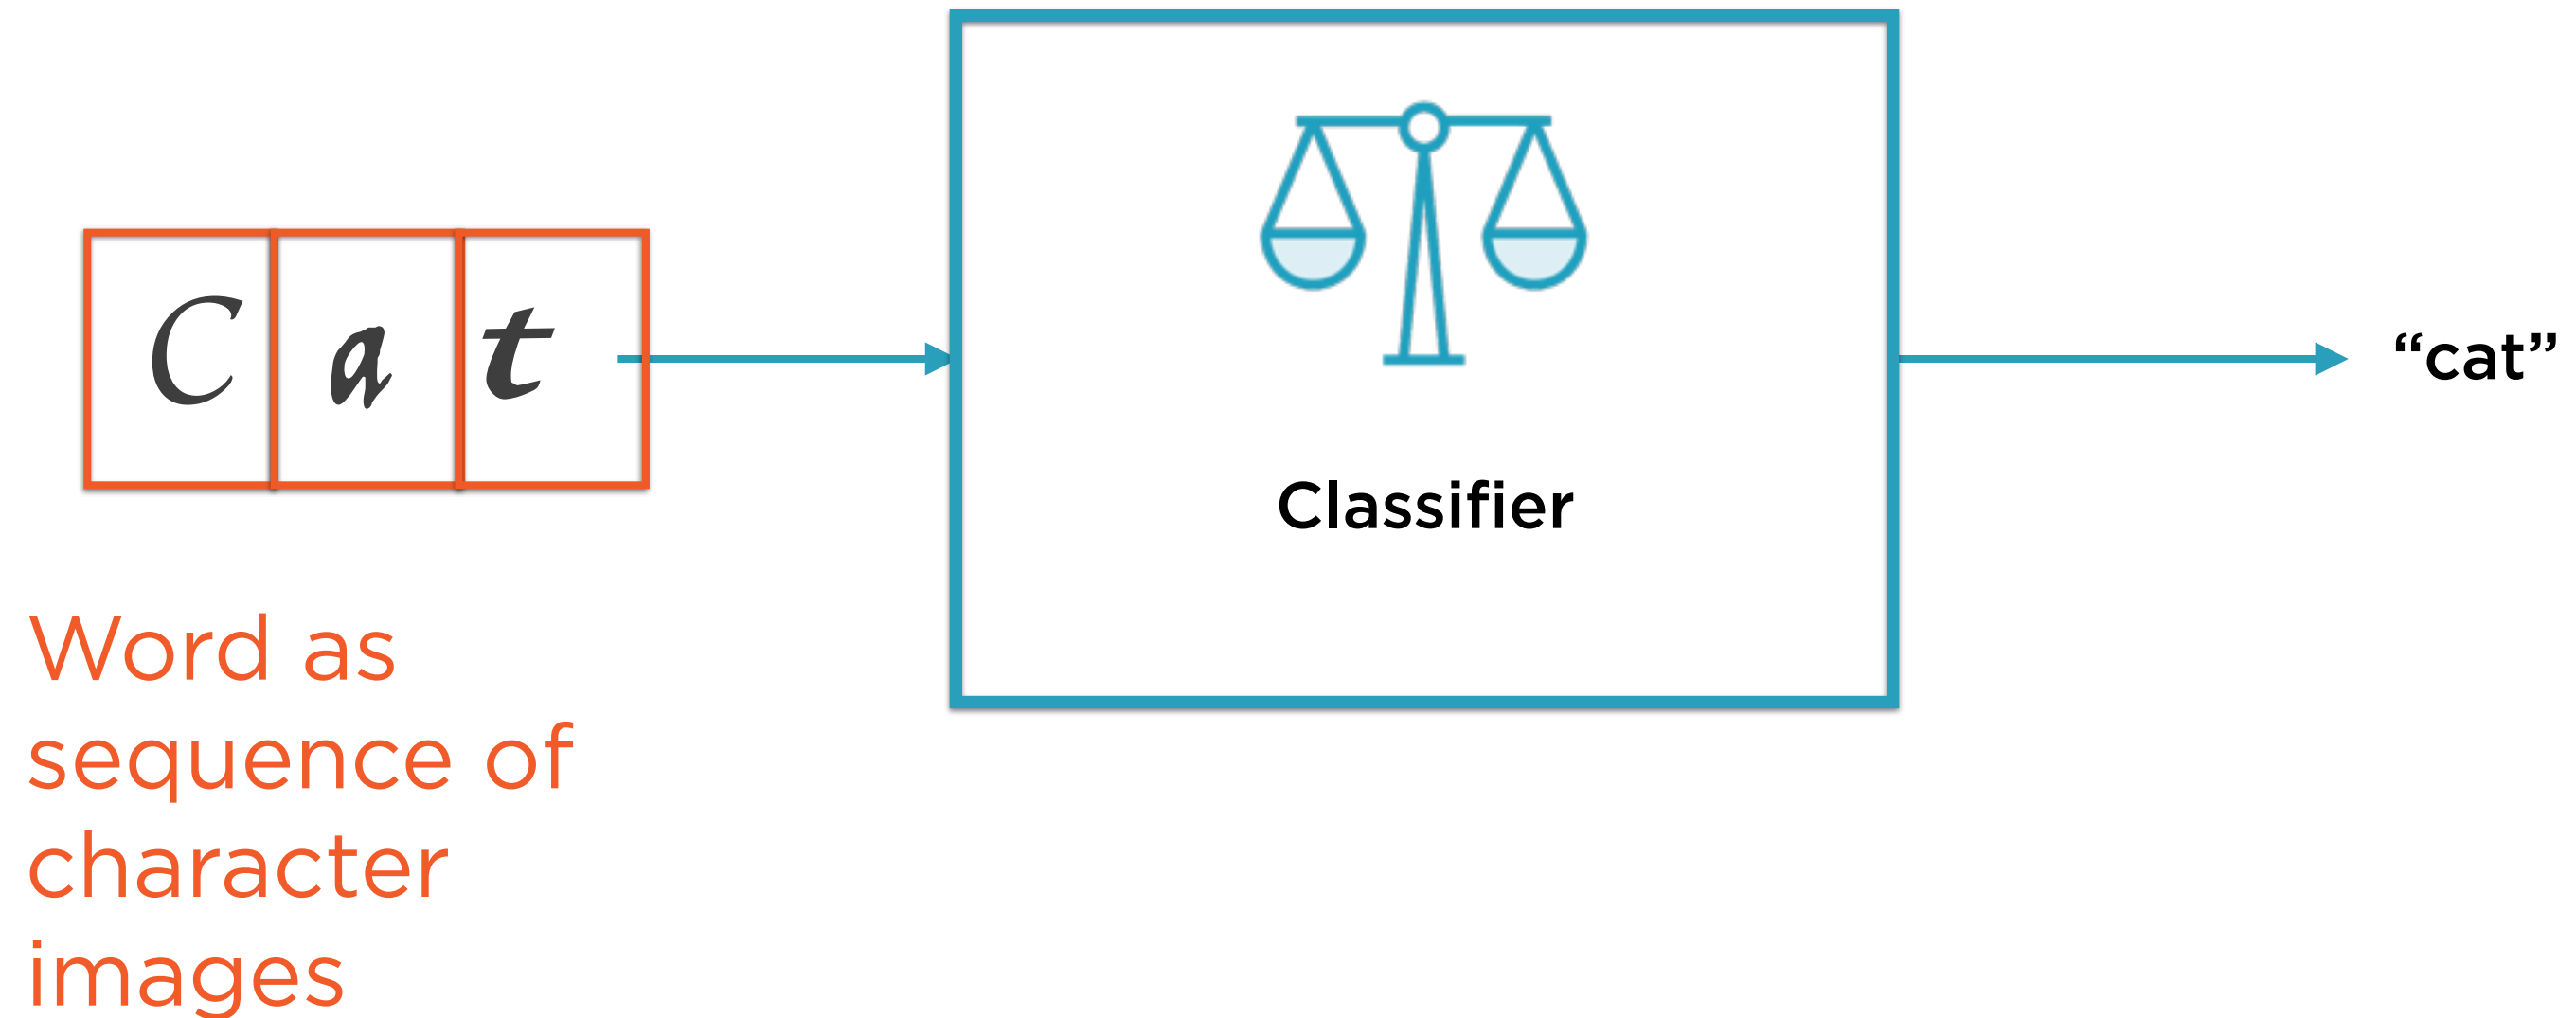 C a t
Classifier
“cat”
Word as
sequence of
character
images